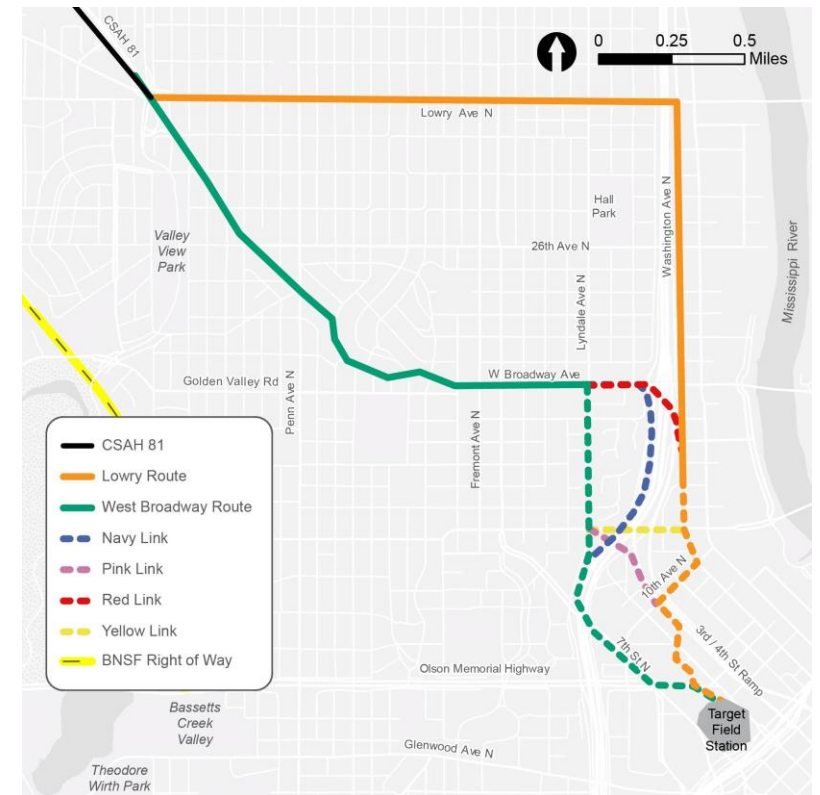 CSAH 81
0 0.25 0.5
Miles
Lowry Ave N
Hall
Park
Washington Ave N
Valley
View
Park
26th Ave N
Mississippi River
Lyndale Ave N
W Broadway Ave
Golden Valley Rd
Penn Ave N
Fremont Ave N
CSAH 81
Lowry Route
West Broadway Route
Navy Link
Pink Link
Red Link
Yellow Link
BNSF Right of Way
10th Ave N
3rd / 4th St Ramp
7th St N
Olson Memorial Highway
Bassetts
Creek
Valley
Target
Field
Station
Glenwood Ave N
Theodore
Wirth Park